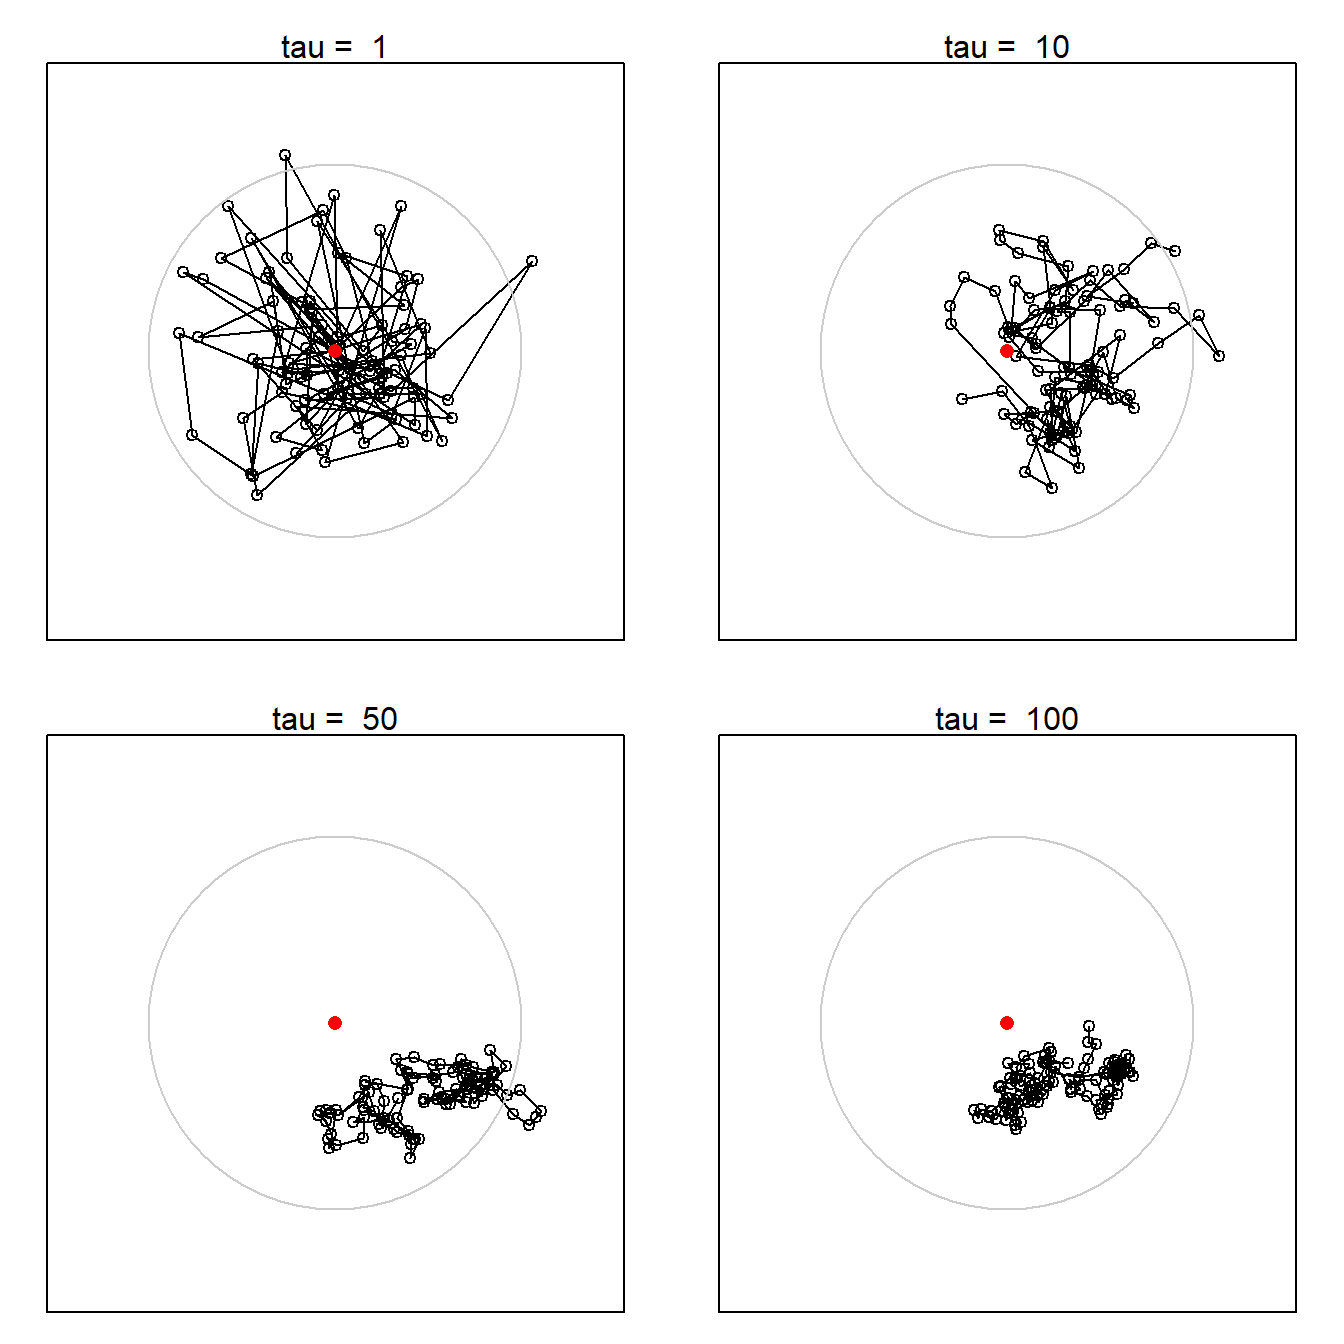 tau =  1
tau =  10
tau =  50
tau =  100